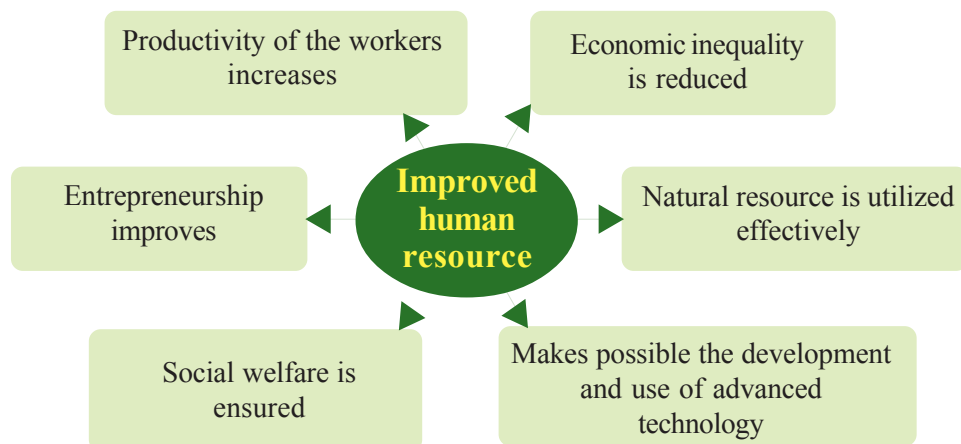 Productivity of the workers
increases
Economic inequality
is reduced
Entrepreneurship
improves
Improved
human
resource
Natural resource is utilized
effectively
Social welfare is
ensured
Makes possible the development
and use of advanced
technology